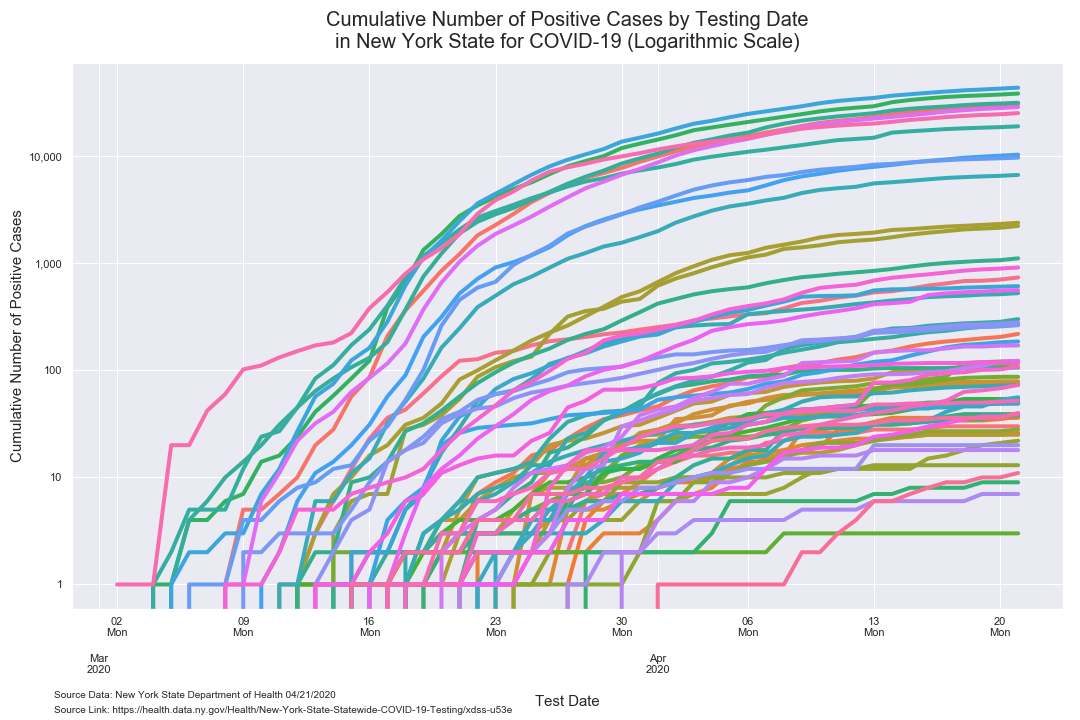 Cumulative Number of Positive Cases by Testing Date
in New York State for COVID-19 (Logarithmic Scale)
Cumulative Number of Positive Cases
10,000
1,000
100
10
1
02 09 16 23 30 06 13 20
Mon Mon Mon Mon Mon Mon Mon Mon
Mar Apr
2020 2020
Test Date
Source Data: New York State Department of Health 04/21/2020
Source Link: https://health.data.ny.gov/Health/New-York-State-Statewide-COVID-19-Testing/xdss-u53e